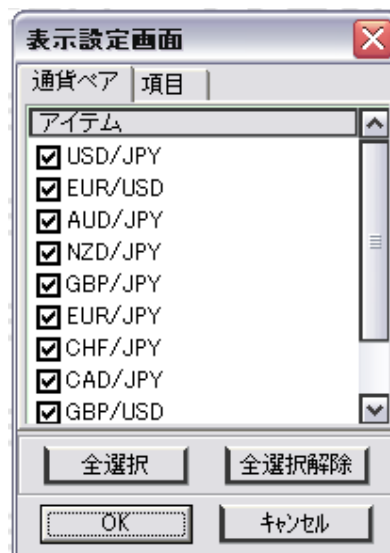 表示設定画面
通貨ペア 項目
アイテム
USD/JPY
EUR/USD
AUD/JPY
NZD/JPY
GBP/JPY
EUR/JPY
CHF/JPY
CAD/JPY
GBP/USD
全選択 全選択解除
OK ｷｬﾝｾﾙ